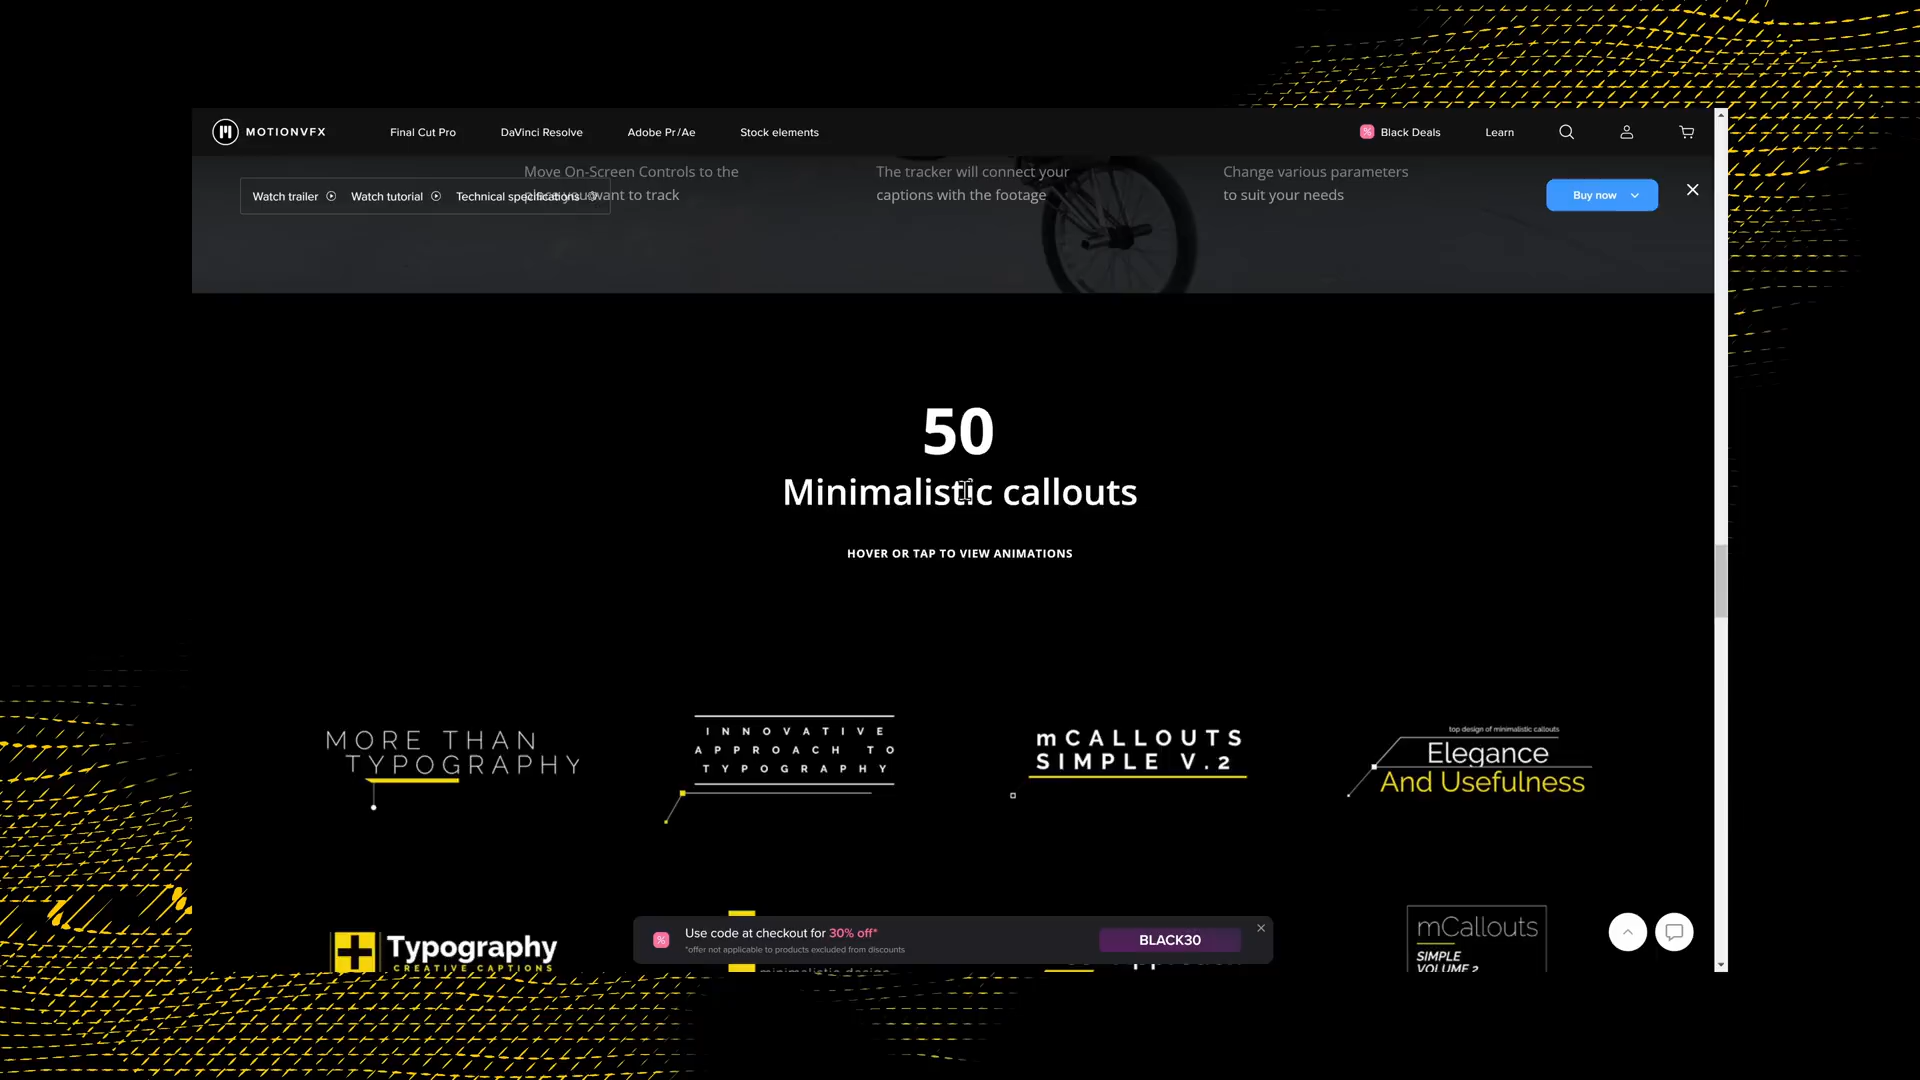 MOTIONVFX
Final Cut Pro
DaVinci Resolve
Adobe Pr/Ae
Stock elements
Black Deals
Learn
Move On-Screen Controls to the
place you want to track
The tracker will connect your
captions with the footage
Change various parameters
to suit your needs
Watch trailer
Watch tutorial
Technical specifications
Buy now
50
Minimalistic callouts
HOVER OR TAP TO VIEW ANIMATIONS
MORE THAN
TYPOGRAPHY
INNOVATIVE
APPROACH TO
TYPOGRAPHY
mCALLOUTS
SIMPLE V.2
top design of minimalistic callouts
Elegance
And Usefulness
Typography
CREATIVE CAPTIONS
minimalistic design
mCallouts
SIMPLE
VOLUME 2
Use code at checkout for 30% off*
*offer not applicable to products excluded from discounts
BLACK30